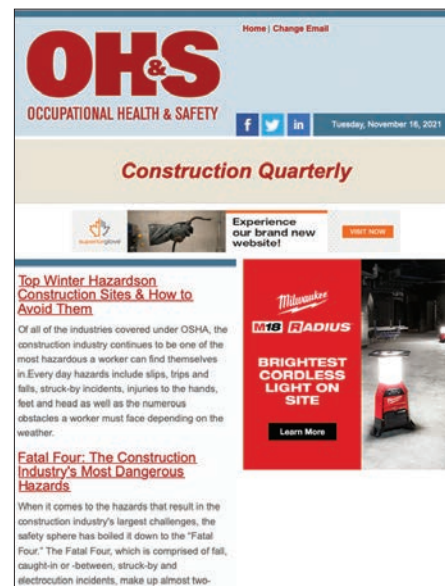 Home | Change Email
OH&S
OCCUPATIONAL HEALTH & SAFETY
f
in
Tuesday, November 16, 2021
Construction Quarterly
superiorglove
Experience
our brand new
website!
VISIT NOW
Top Winter Hazardson
Construction Sites & How to
Avoid Them
Of all of the industries covered under OSHA, the
construction industry continues to be one of the
most hazardous a worker can find themselves
in.Every day hazards include slips, trips and
falls, struck-by incidents, injuries to the hands,
feet and head as well as the numerous
obstacles a worker must face depending on the
weather.
Fatal Four: The Construction
Industry's Most Dangerous
Hazards
When it comes to the hazards that result in the
construction industry's largest challenges, the
safety sphere has boiled it down to the "Fatal
Four." The Fatal Four, which is comprised of fall,
caught-in or -between, struck-by and
electrocution incidents, make up almost two-
Milwaukee
M18 RADIUS
BRIGHTEST
CORDLESS
LIGHT ON
SITE
Learn More